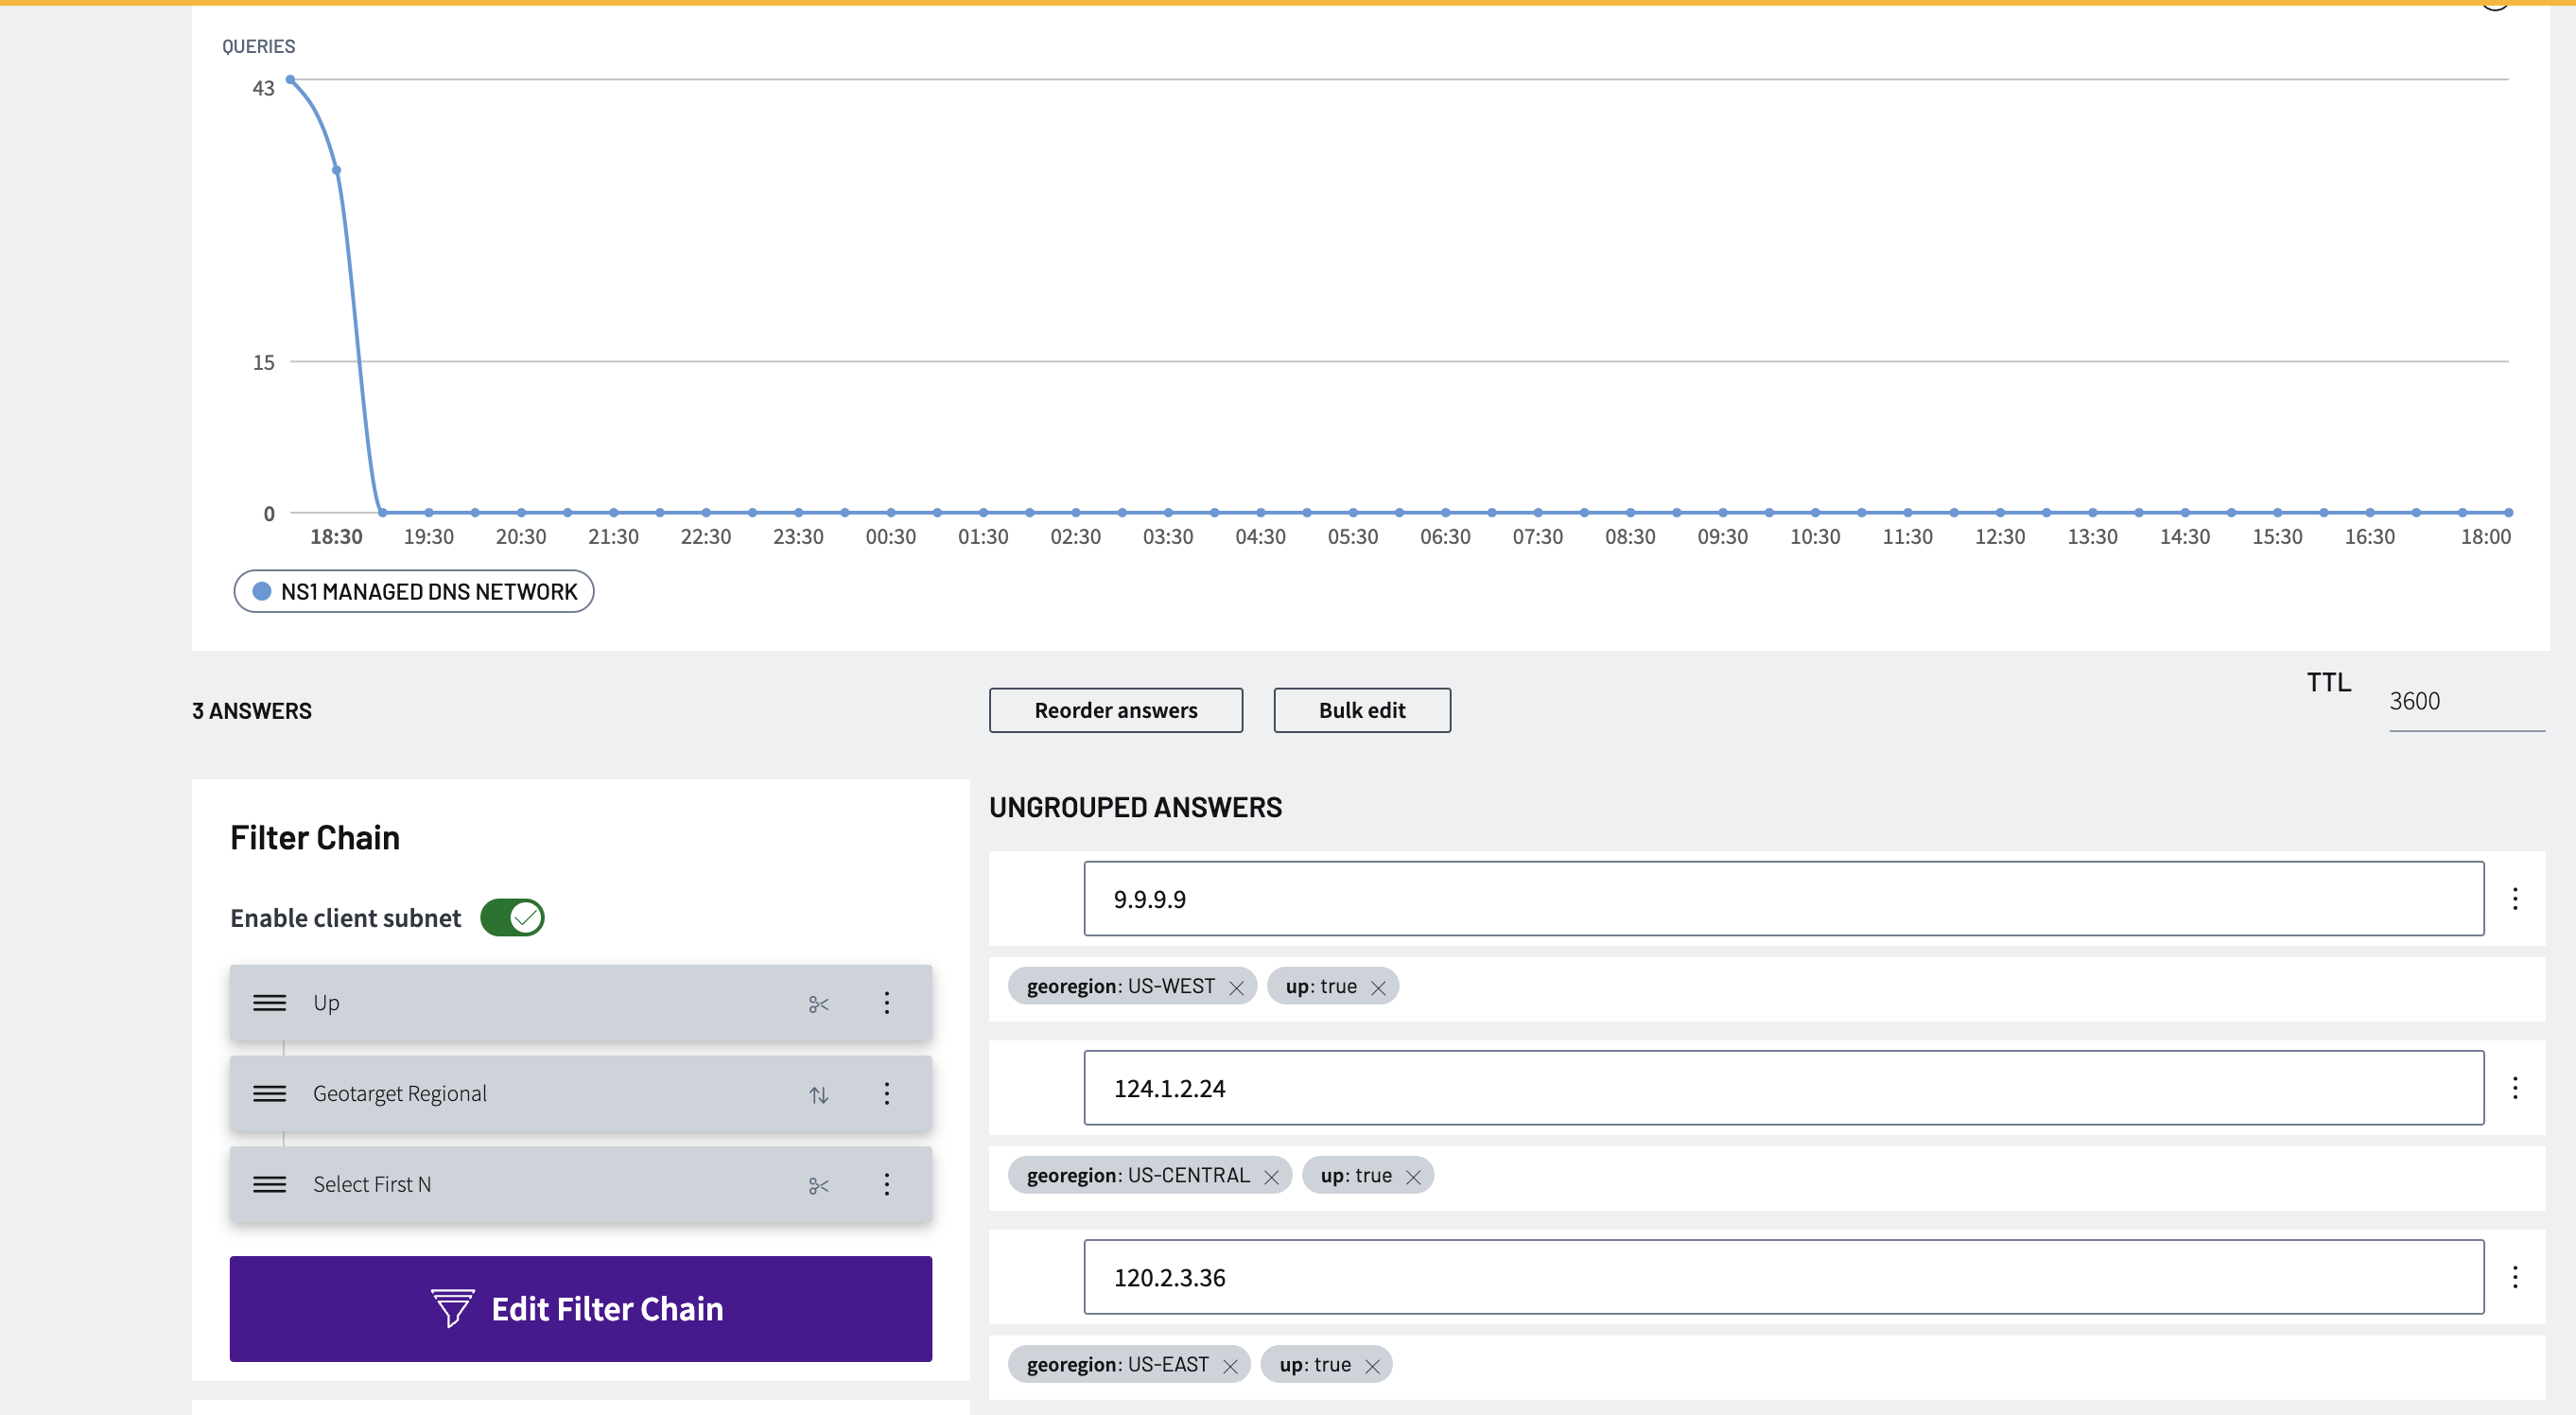 QUERIES
43
15
0
18:30 19:30 20:30 21:30 22:30 23:30 00:30 01:30 02:30 03:30 04:30 05:30 06:30 07:30 08:30 09:30 10:30 11:30 12:30 13:30 14:30 15:30 16:30 18:00
NS1 MANAGED DNS NETWORK
3 ANSWERS
Reorder answers
Bulk edit
TTL
3600
Filter Chain
Enable client subnet
Up
Geotarget Regional
Select First N
Edit Filter Chain
UNGROUPED ANSWERS
9.9.9.9
georegion: US-WEST up: true
124.1.2.24
georegion: US-CENTRAL up: true
120.2.3.36
georegion: US-EAST up: true